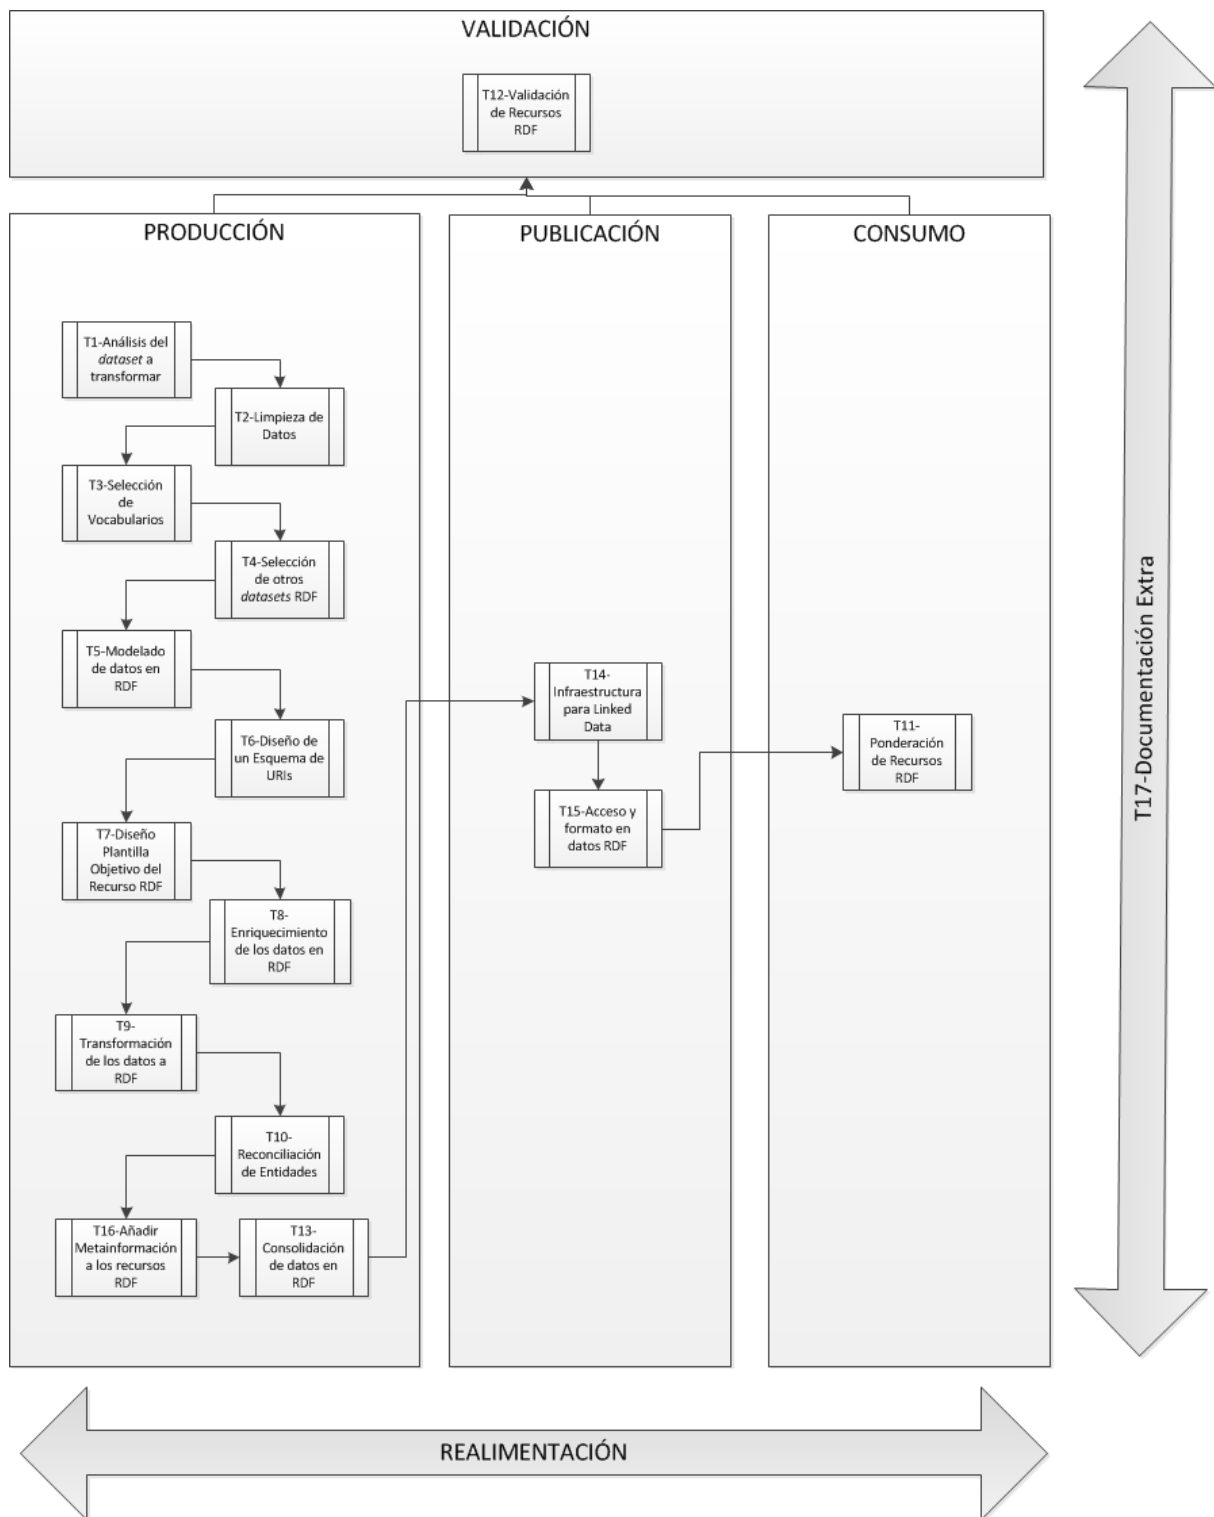 VALIDACIÓN
T12-Validación
de Recursos
RDF
PRODUCCIÓN
T1-Análisis del
dataset a
transformar
T2-Limpieza de
Datos
T3-Selección
de
Vocabularios
T4-Selección
de otros
datasets RDF
T5-Modelado
de datos en
RDF
T6-Diseño de
un Esquema de
URIs
T7-Diseño
Plantilla
Objetivo del
Recurso RDF
T8-
Enriquecimiento
de los datos en
RDF
T9-
Transformación
de los datos a
RDF
T10-
Reconciliación
de Entidades
T16-Añadir
Metainformación
a los recursos
RDF
T13-
Consolidación
de datos en
RDF
PUBLICACIÓN
T14-
Infraestructura
para Linked
Data
T15-Acceso y
formato en
datos RDF
CONSUMO
T11-
Ponderación
de Recursos
RDF
T17-Documentación Extra
REALIMENTACIÓN